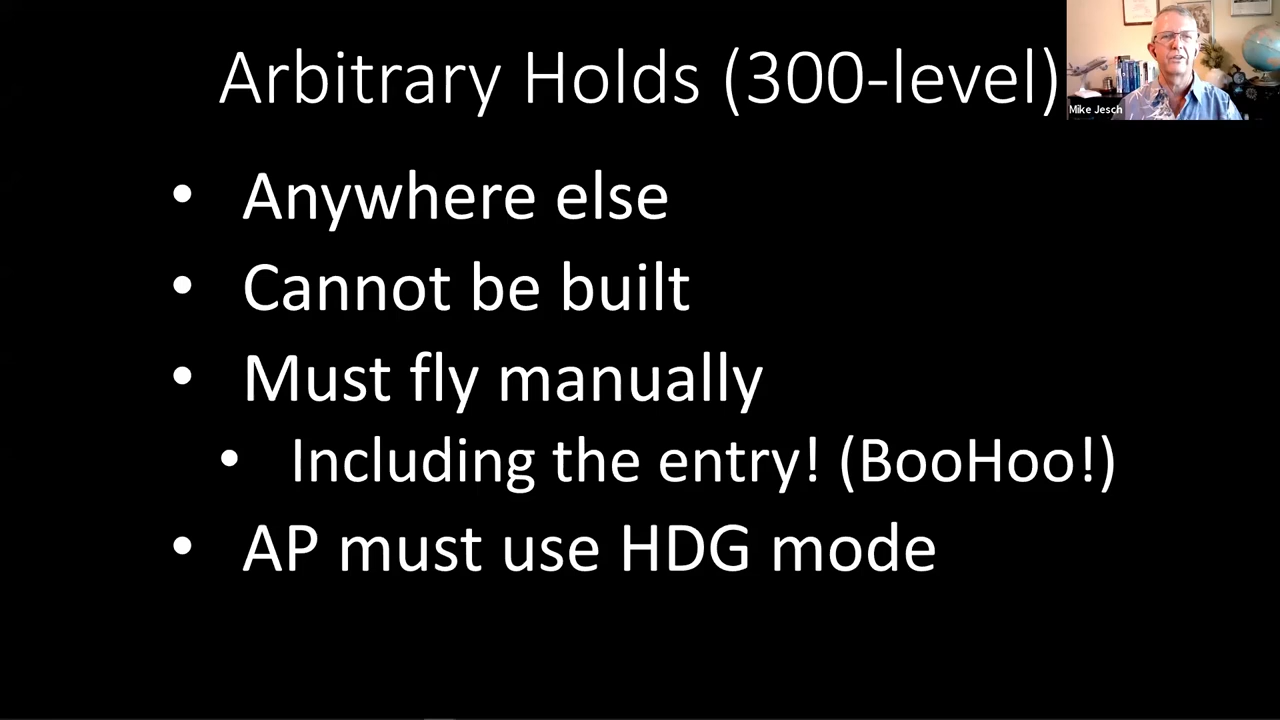 Arbitrary Holds (300-level)
Mike Jesch
• Anywhere else
• Cannot be built
• Must fly manually
• Including the entry! (BooHoo!)
• AP must use HDG mode